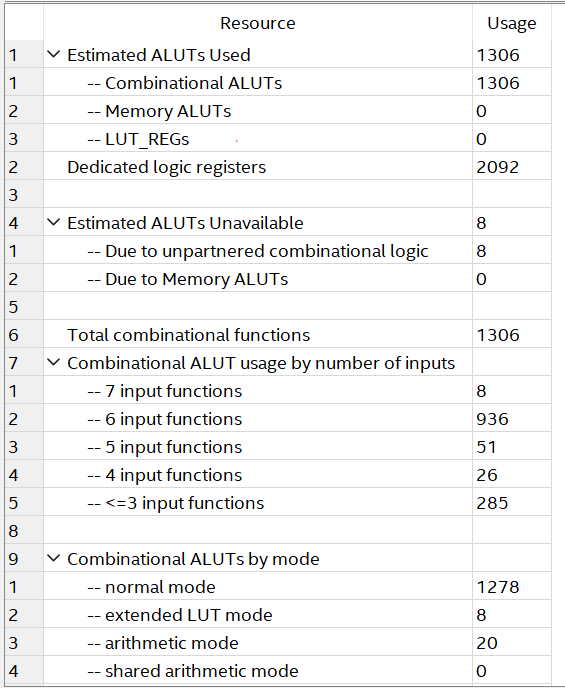 Resource Usage
1 Estimated ALUTs Used 1306
1 -- Combinational ALUTs 1306
2 -- Memory ALUTs 0
3 -- LUT_REGs 0
2 Dedicated logic registers 2092
3
4 Estimated ALUTs Unavailable 8
1 -- Due to unpartnered combinational logic 8
2 -- Due to Memory ALUTs 0
5
6 Total combinational functions 1306
7 Combinational ALUT usage by number of inputs
1 -- 7 input functions 8
2 -- 6 input functions 936
3 -- 5 input functions 51
4 -- 4 input functions 26
5 -- <=3 input functions 285
8
9 Combinational ALUTs by mode
1 -- normal mode 1278
2 -- extended LUT mode 8
3 -- arithmetic mode 20
4 -- shared arithmetic mode 0